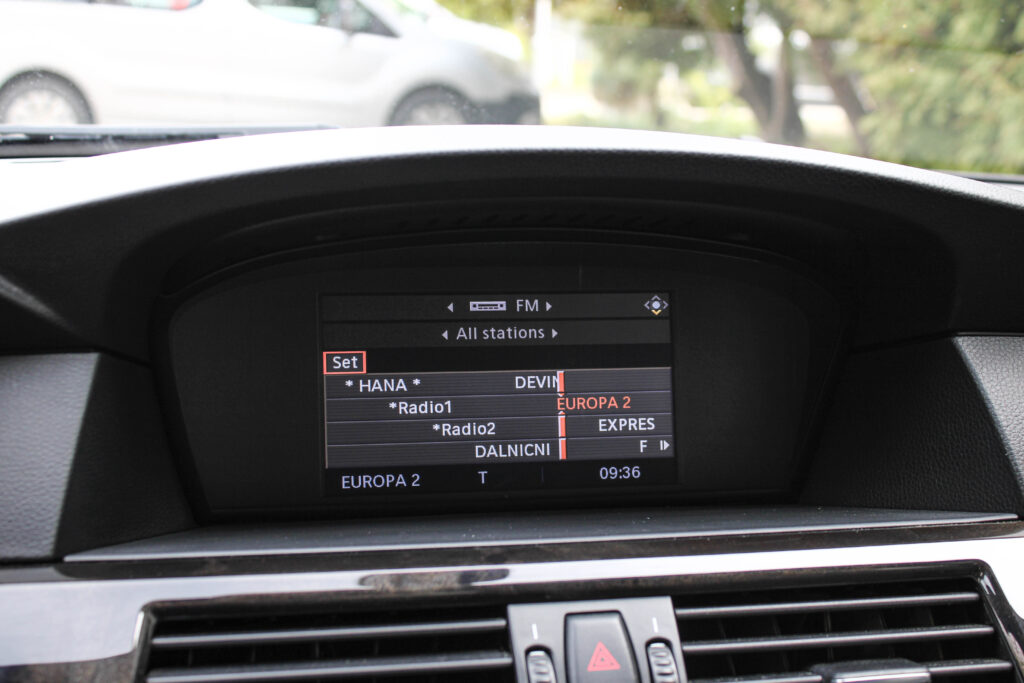 FM
All stations
Set
* HANA * DEVIN
*Radio1 EUROPA 2
*Radio2 EXPRES
DALNICNI F
EUROPA 2 T 09:36